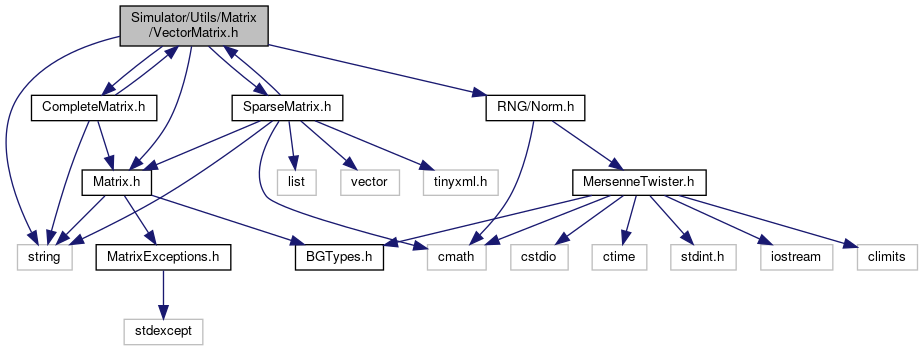 Simulator/Utils/Matrix
/VectorMatrix.h
CompleteMatrix.h
SparseMatrix.h
RNG/Norm.h
Matrix.h
list
vector
tinyxml.h
MersenneTwister.h
string
MatrixExceptions.h
BGTypes.h
cmath
cstdio
ctime
stdint.h
iostream
climits
stdexcept